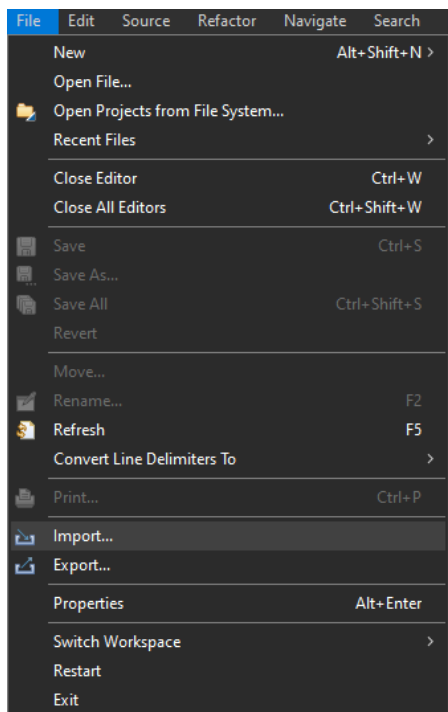 File Edit Source Refactor Navigate Search
New Alt+Shift+N >
Open File...
Open Projects from File System...
Recent Files >
Close Editor Ctrl+W
Close All Editors Ctrl+Shift+W
Save Ctrl+S
Save As...
Save All Ctrl+Shift+S
Revert
Move...
Rename... F2
Refresh F5
Convert Line Delimiters To >
Print... Ctrl+P
Import...
Export...
Properties Alt+Enter
Switch Workspace >
Restart
Exit